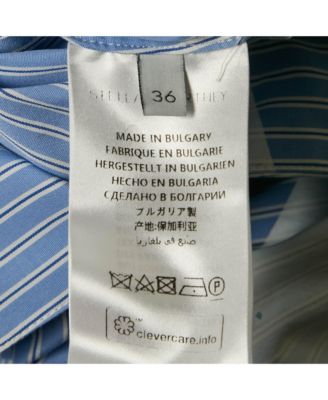 STELLA McCARTNEY
36
MADE IN BULGARY
FABRIQUE EN BULGARIE
HERGESTELLT IN BULGARIEN
HECHO EN BULGARIA
СДЕЛАНО В БОЛГАРИИ
ブルガリア製
产地:保加利亚
صنع في بلغاريا
P
clevercare.info